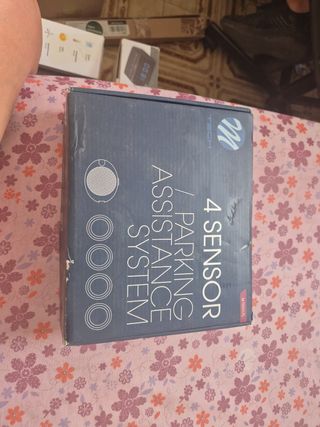 M
4 SENSOR
/ PARKING
ASSISTANCE
SYSTEM